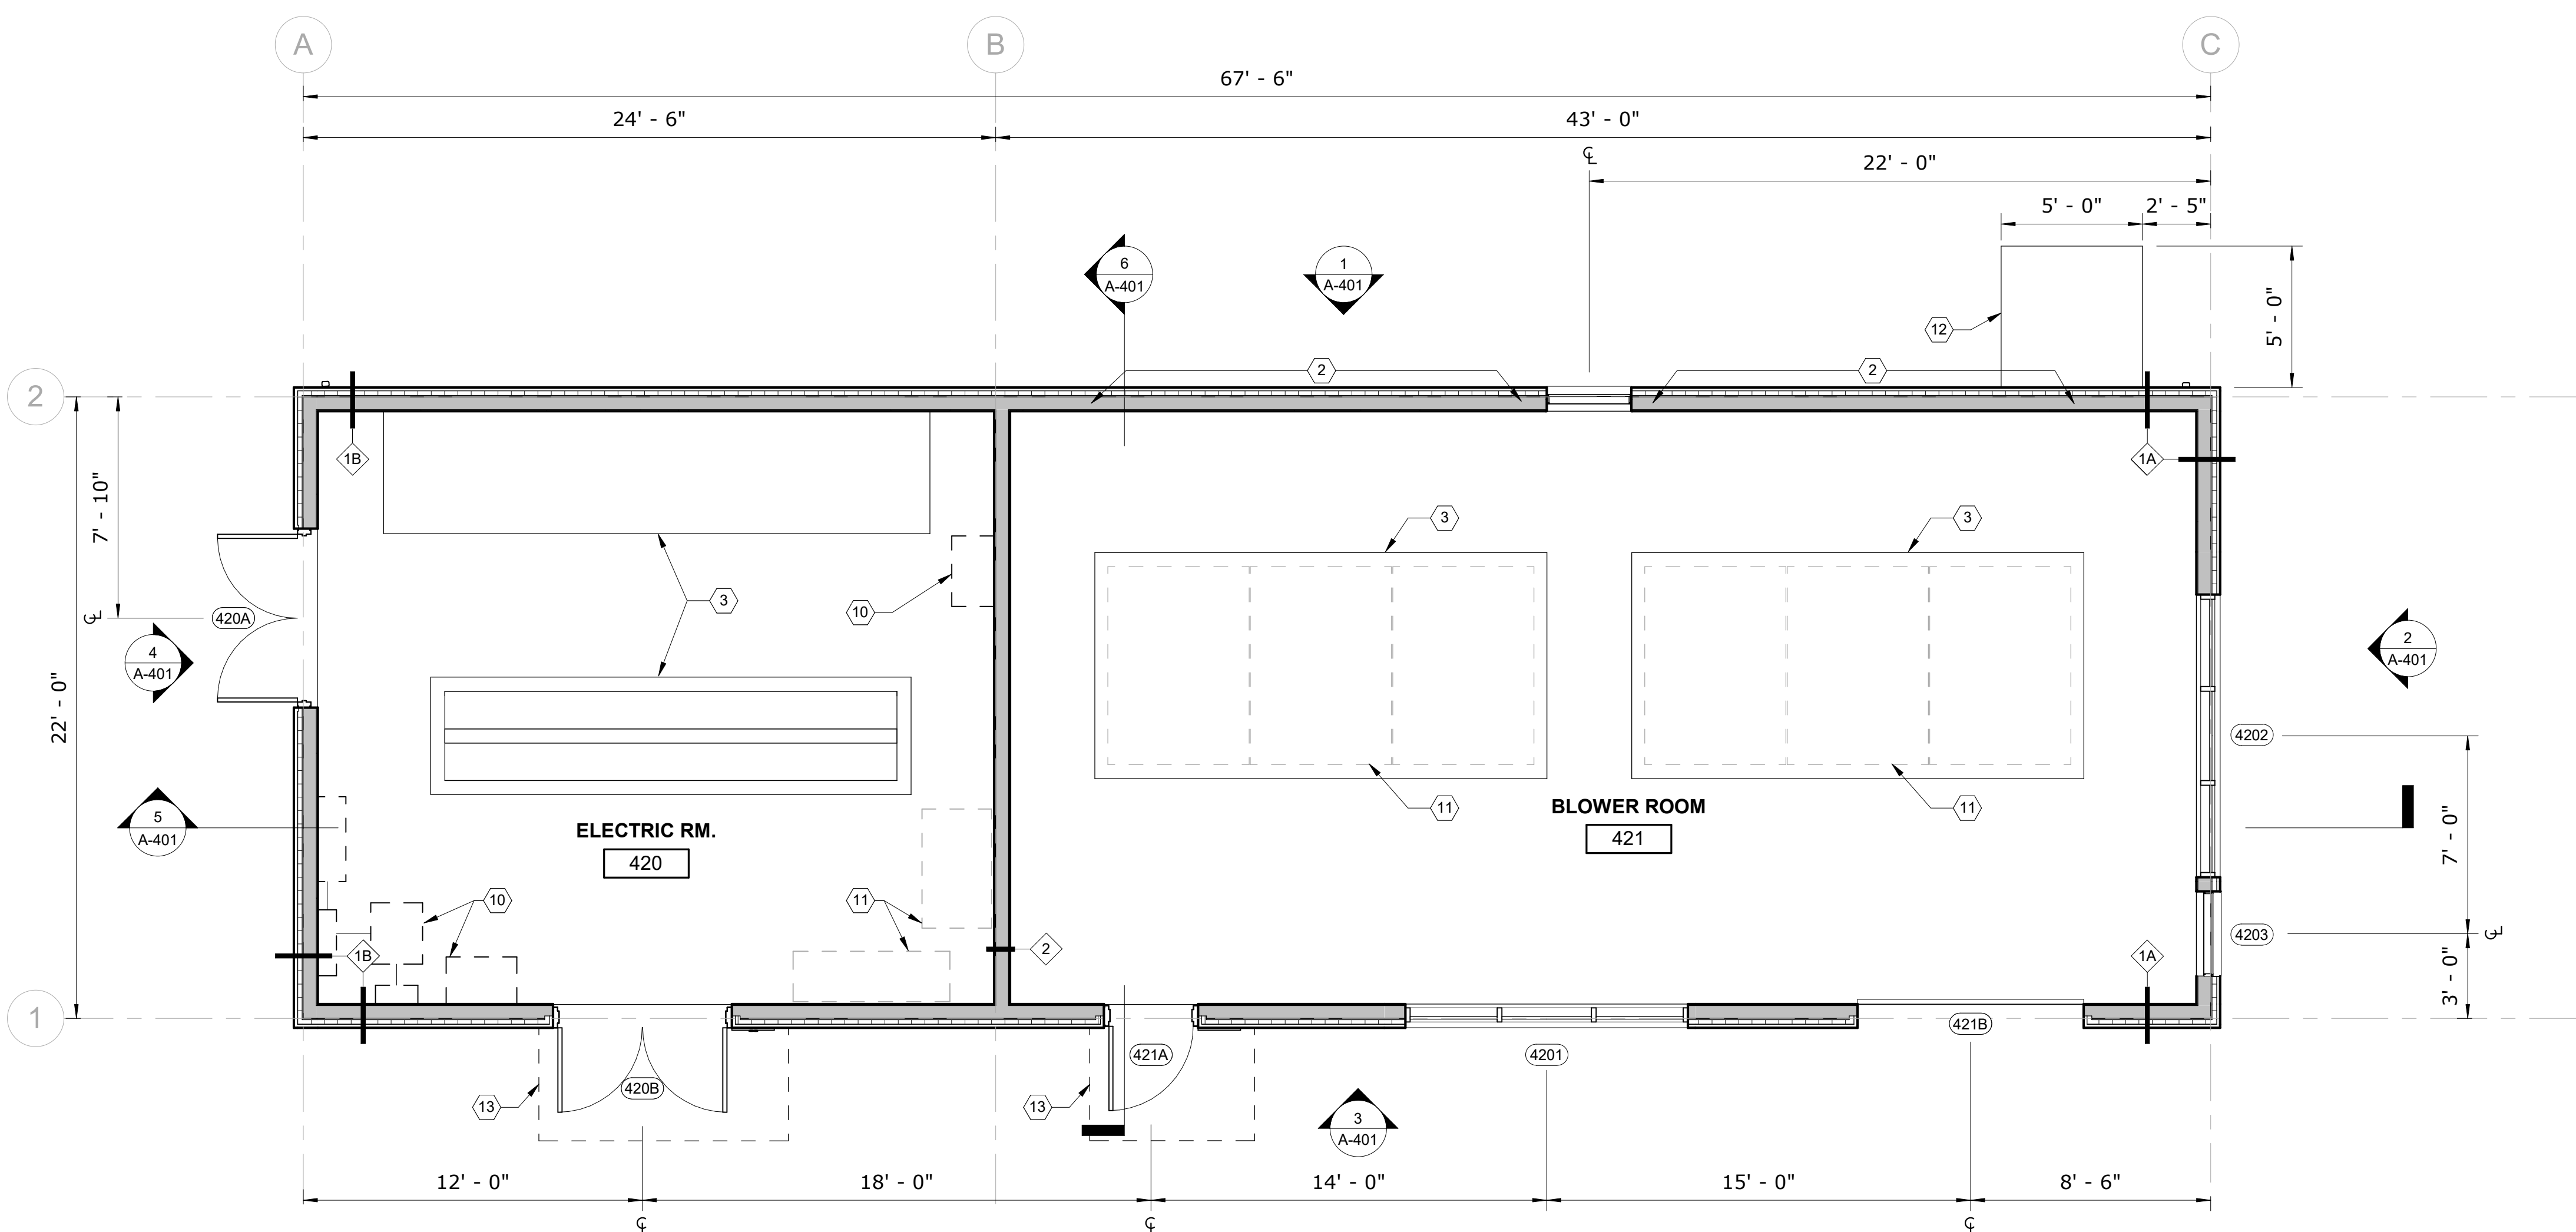 A B C
67' - 6"
24' - 6" 43' - 0"
℄ 22' - 0"
5' - 0" 2' - 5"
6
A-401
1
A-401
5' - 0"
12
2 2 2
1B 1A
7' - 10"
3 3
3
10
℄ 420A
4
A-401
2
A-401
22' - 0"
4202
5
A-401
ELECTRIC RM.
420
BLOWER ROOM
421
11 11
7' - 0"
10 11
4203 ℄
1B 2 1A
3' - 0"
1
421B
421A 4201
420B
13 13
3
A-401
12' - 0" 18' - 0" 14' - 0" 15' - 0" 8' - 6"
℄ ℄ ℄ ℄